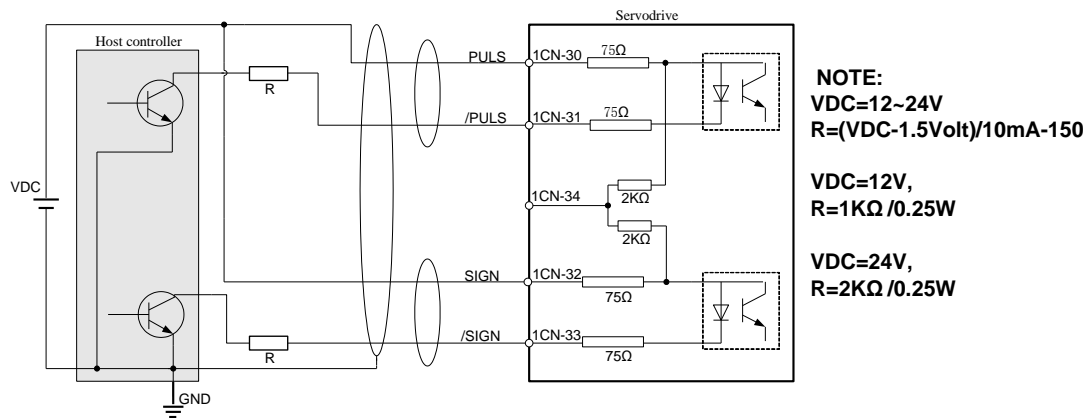 Servodrive
Host controller
PULS
1CN-30
75Ω
R
/PULS
1CN-31
75Ω
NOTE:
VDC=12~24V
R=(VDC-1.5Volt)/10mA-150
VDC
1CN-34
2KΩ
2KΩ
VDC=12V,
R=1KΩ/0.25W
SIGN
1CN-32
75Ω
VDC=24V,
R=2KΩ/0.25W
R
/SIGN
1CN-33
75Ω
GND